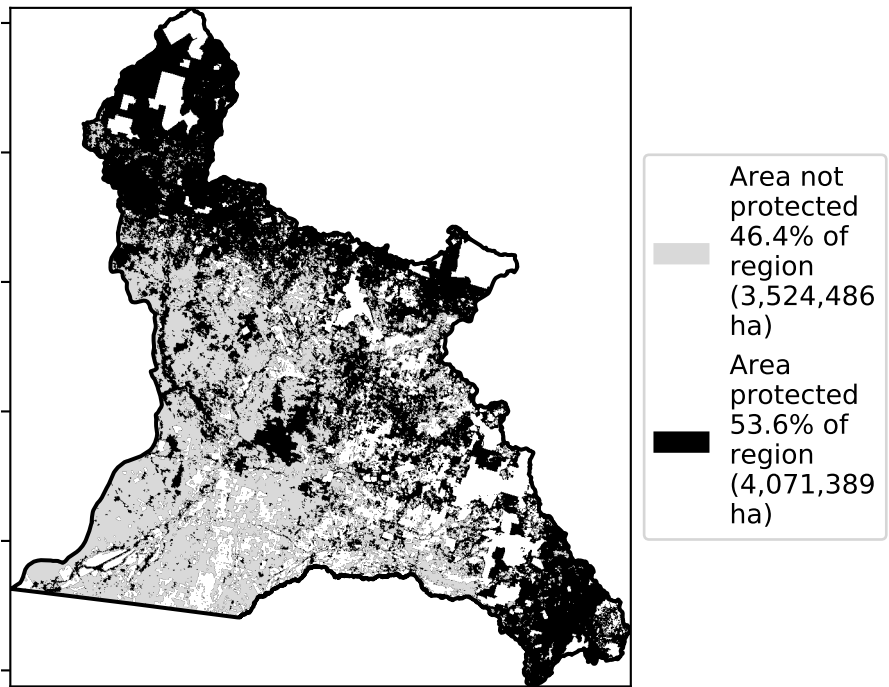 Area not
protected
46.4% of
region
(3,524,486
ha)
Area
protected
53.6% of
region
(4,071,389
ha)